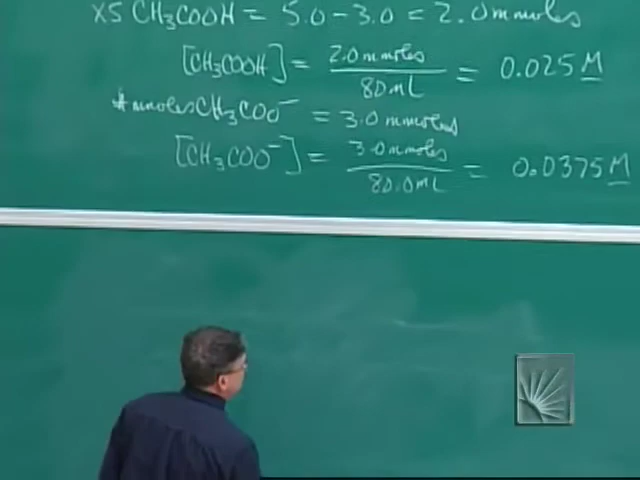 XS CH₃COOH = 5.0 - 3.0 = 2.0 mmoles
[CH₃COOH] = 2.0 mmoles / 80 mL = 0.025 M
# mmoles CH₃COO⁻ = 3.0 mmoles
[CH₃COO⁻] = 3.0 mmoles / 80.0 mL = 0.0375 M